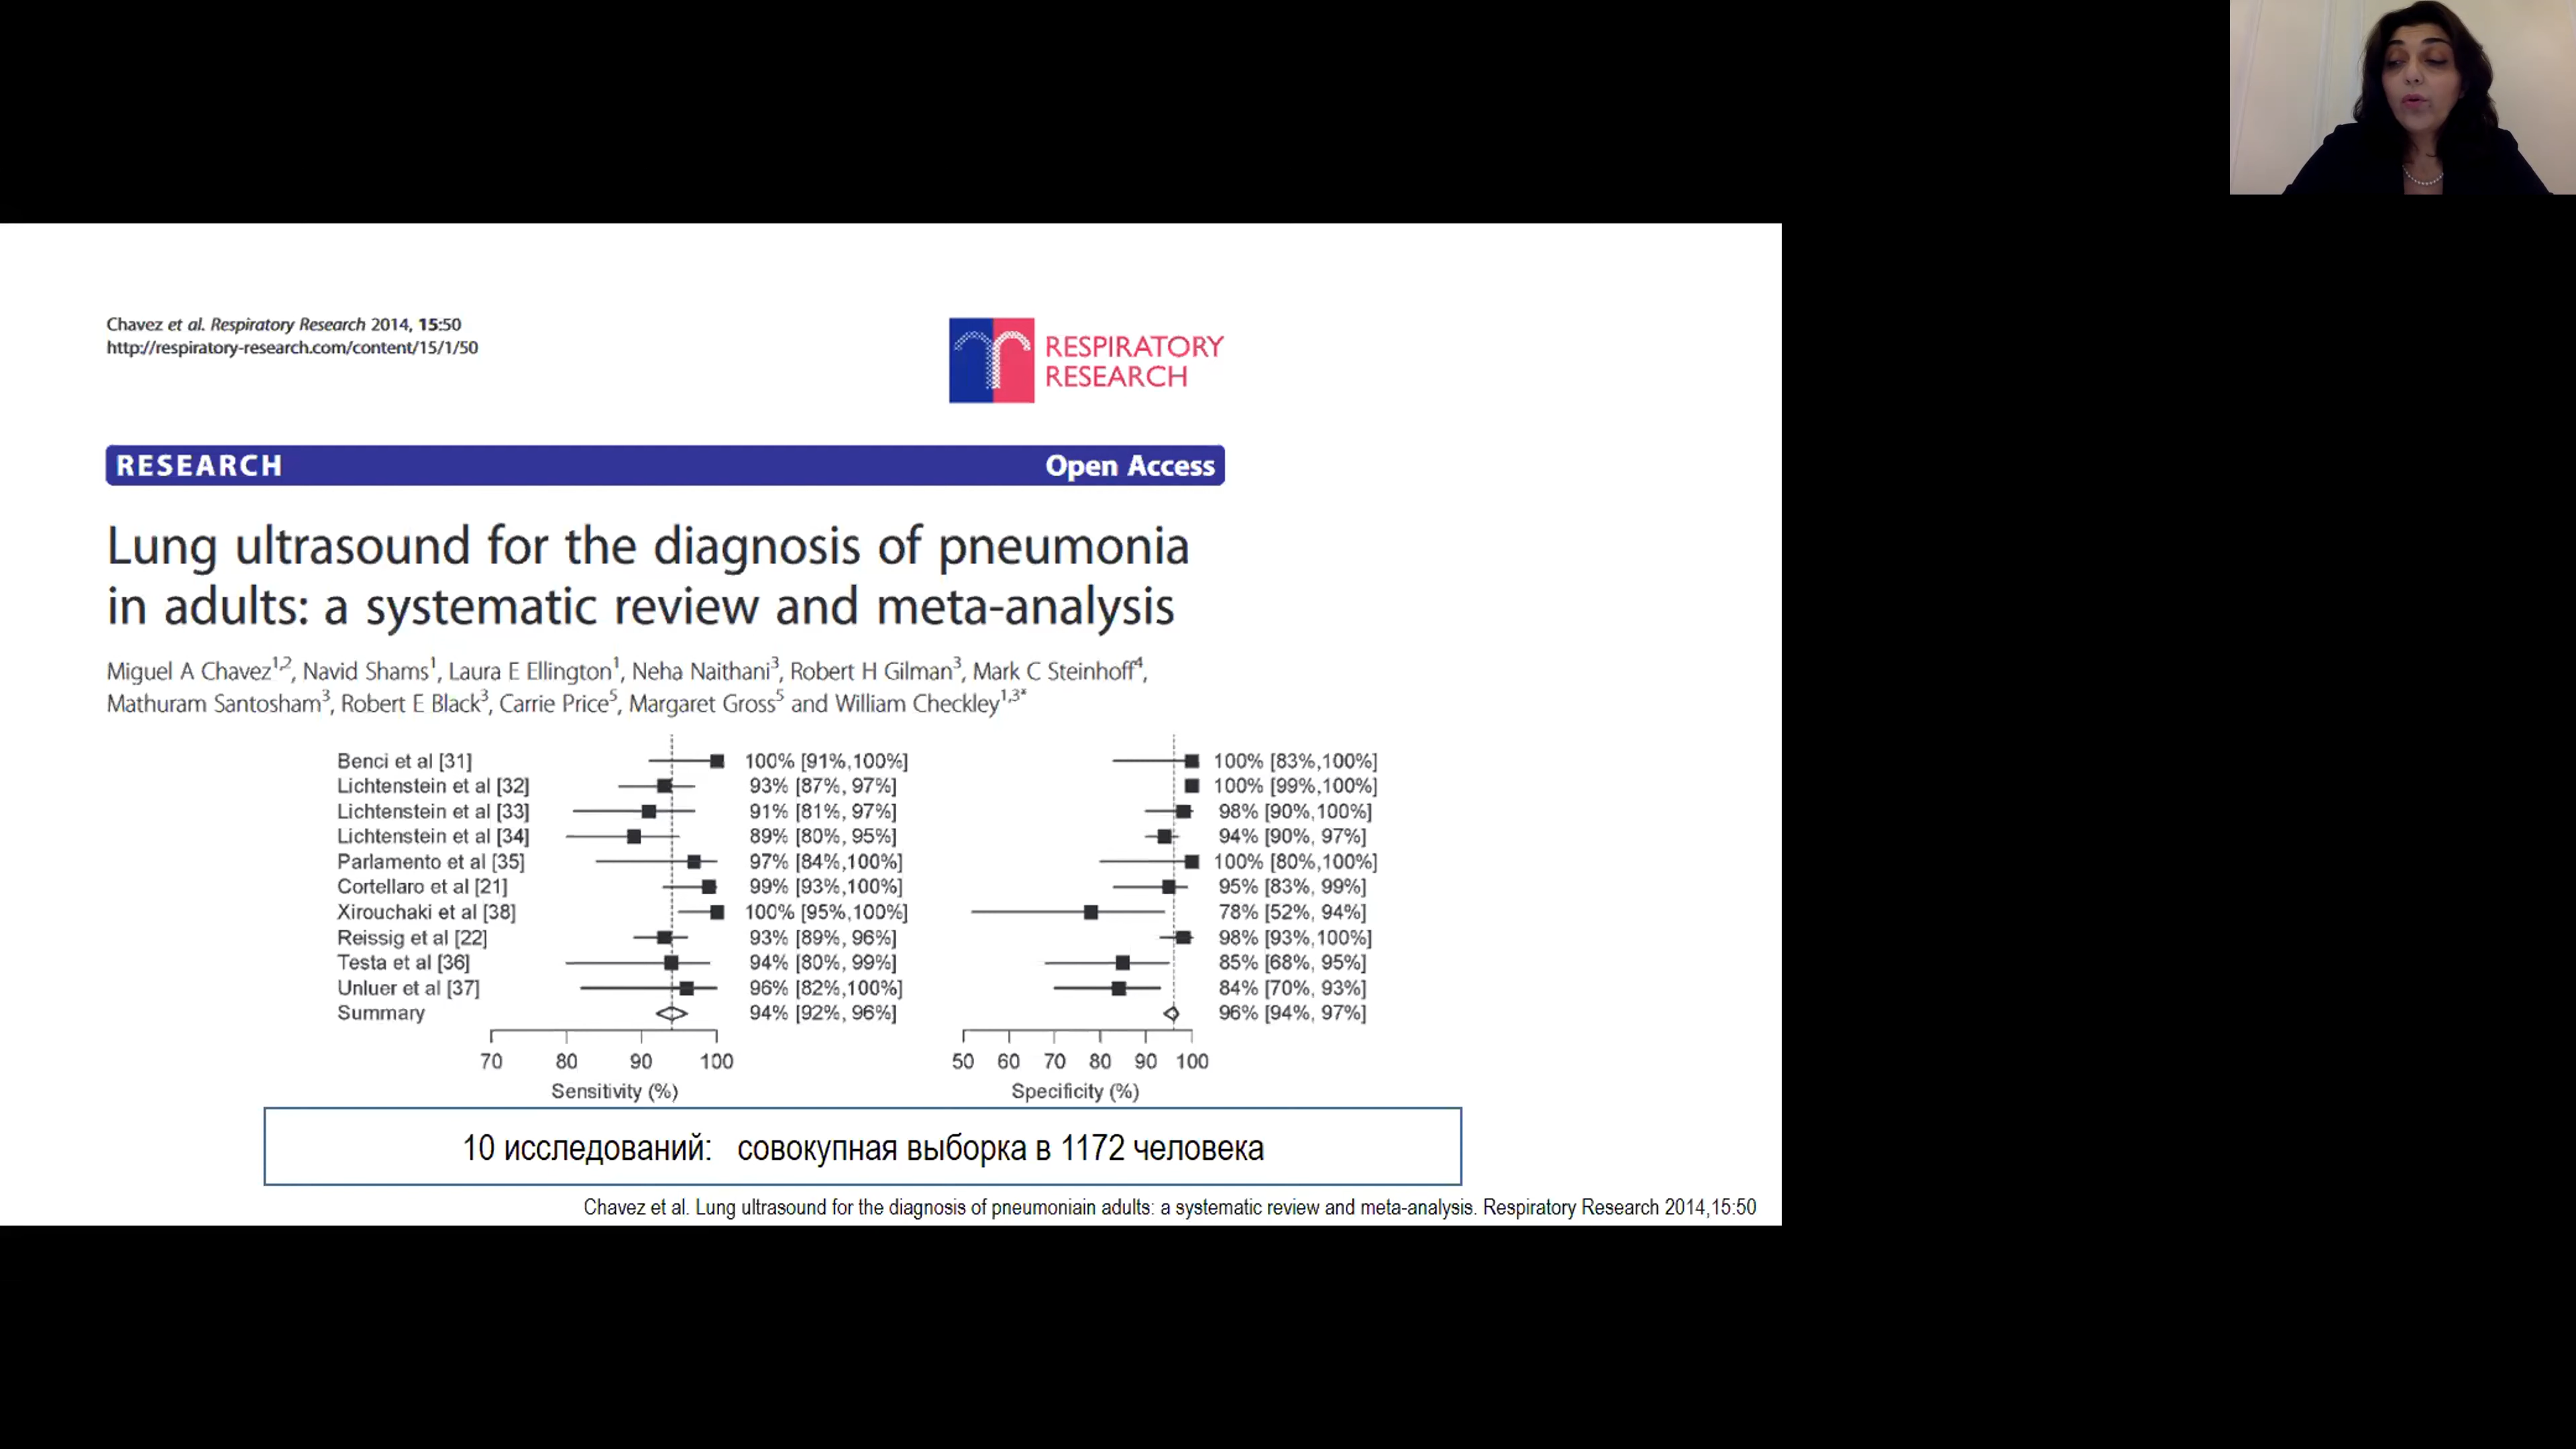 Chavez et al. Respiratory Research 2014, 15:50
http://respiratory-research.com/content/15/1/50
RESPIRATORY
RESEARCH
RESEARCH Open Access
Lung ultrasound for the diagnosis of pneumonia
in adults: a systematic review and meta-analysis
Miguel A Chavez1,2, Navid Shams1, Laura E Ellington1, Neha Naithani3, Robert H Gilman3, Mark C Steinhoff4,
Mathuram Santosham3, Robert E Black3, Carrie Price5, Margaret Gross5 and William Checkley1,3*
Benci et al [31] 100% [91%,100%] 100% [83%,100%]
Lichtenstein et al [32] 93% [87%, 97%] 100% [99%,100%]
Lichtenstein et al [33] 91% [81%, 97%] 98% [90%,100%]
Lichtenstein et al [34] 89% [80%, 95%] 94% [90%, 97%]
Parlamento et al [35] 97% [84%,100%] 100% [80%,100%]
Cortellaro et al [21] 99% [93%,100%] 95% [83%, 99%]
Xirouchaki et al [38] 100% [95%,100%] 78% [52%, 94%]
Reissig et al [22] 93% [89%, 96%] 98% [93%,100%]
Testa et al [36] 94% [80%, 99%] 85% [68%, 95%]
Unluer et al [37] 96% [82%,100%] 84% [70%, 93%]
Summary 94% [92%, 96%] 96% [94%, 97%]
70 80 90 100 50 60 70 80 90 100
Sensitivity (%) Specificity (%)
10 исследований: совокупная выборка в 1172 человека
Chavez et al. Lung ultrasound for the diagnosis of pneumoniain adults: a systematic review and meta-analysis. Respiratory Research 2014,15:50